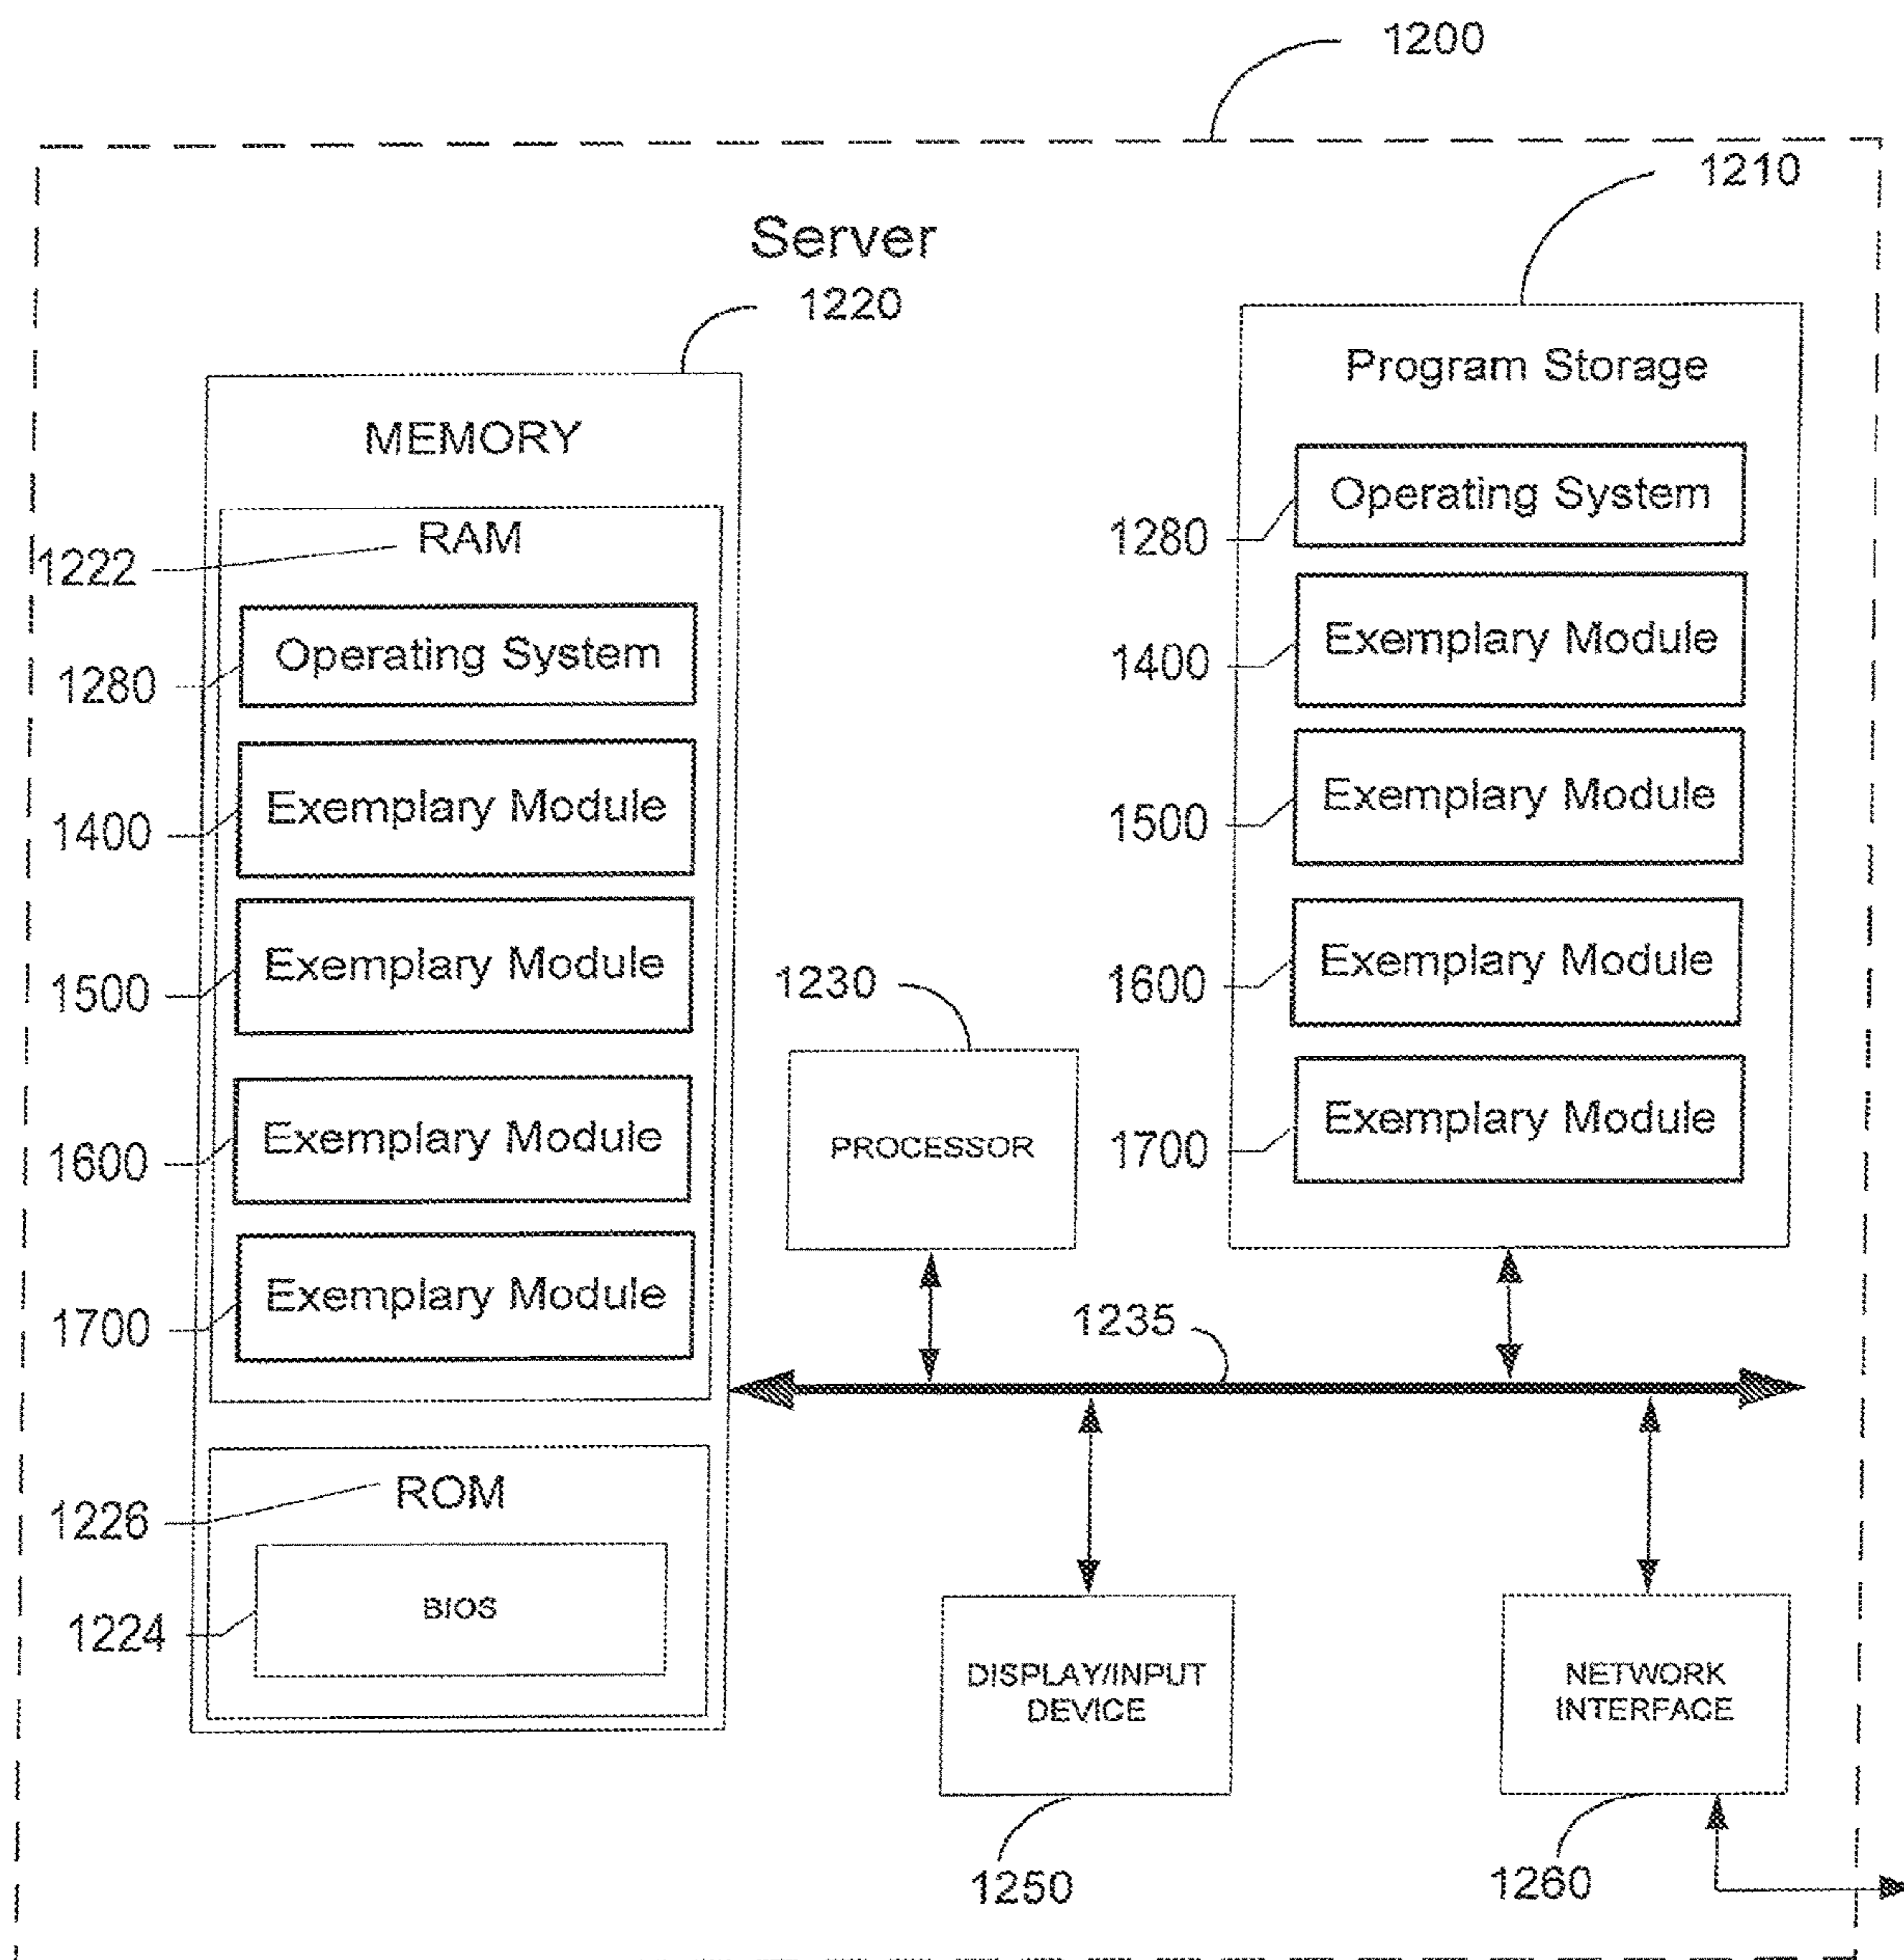 1200
1210
Server
1220
Program Storage
MEMORY
Operating System
1280
RAM
1222
Exemplary Module
1400
Operating System
1280
Exemplary Module
1500
Exemplary Module
1400
Exemplary Module
1600
Exemplary Module
1500
1230
Exemplary Module
1700
PROCESSOR
Exemplary Module
1600
Exemplary Module
1700
1235
ROM
1226
BIOS
1224
DISPLAY/INPUT
DEVICE
NETWORK
INTERFACE
1250
1260